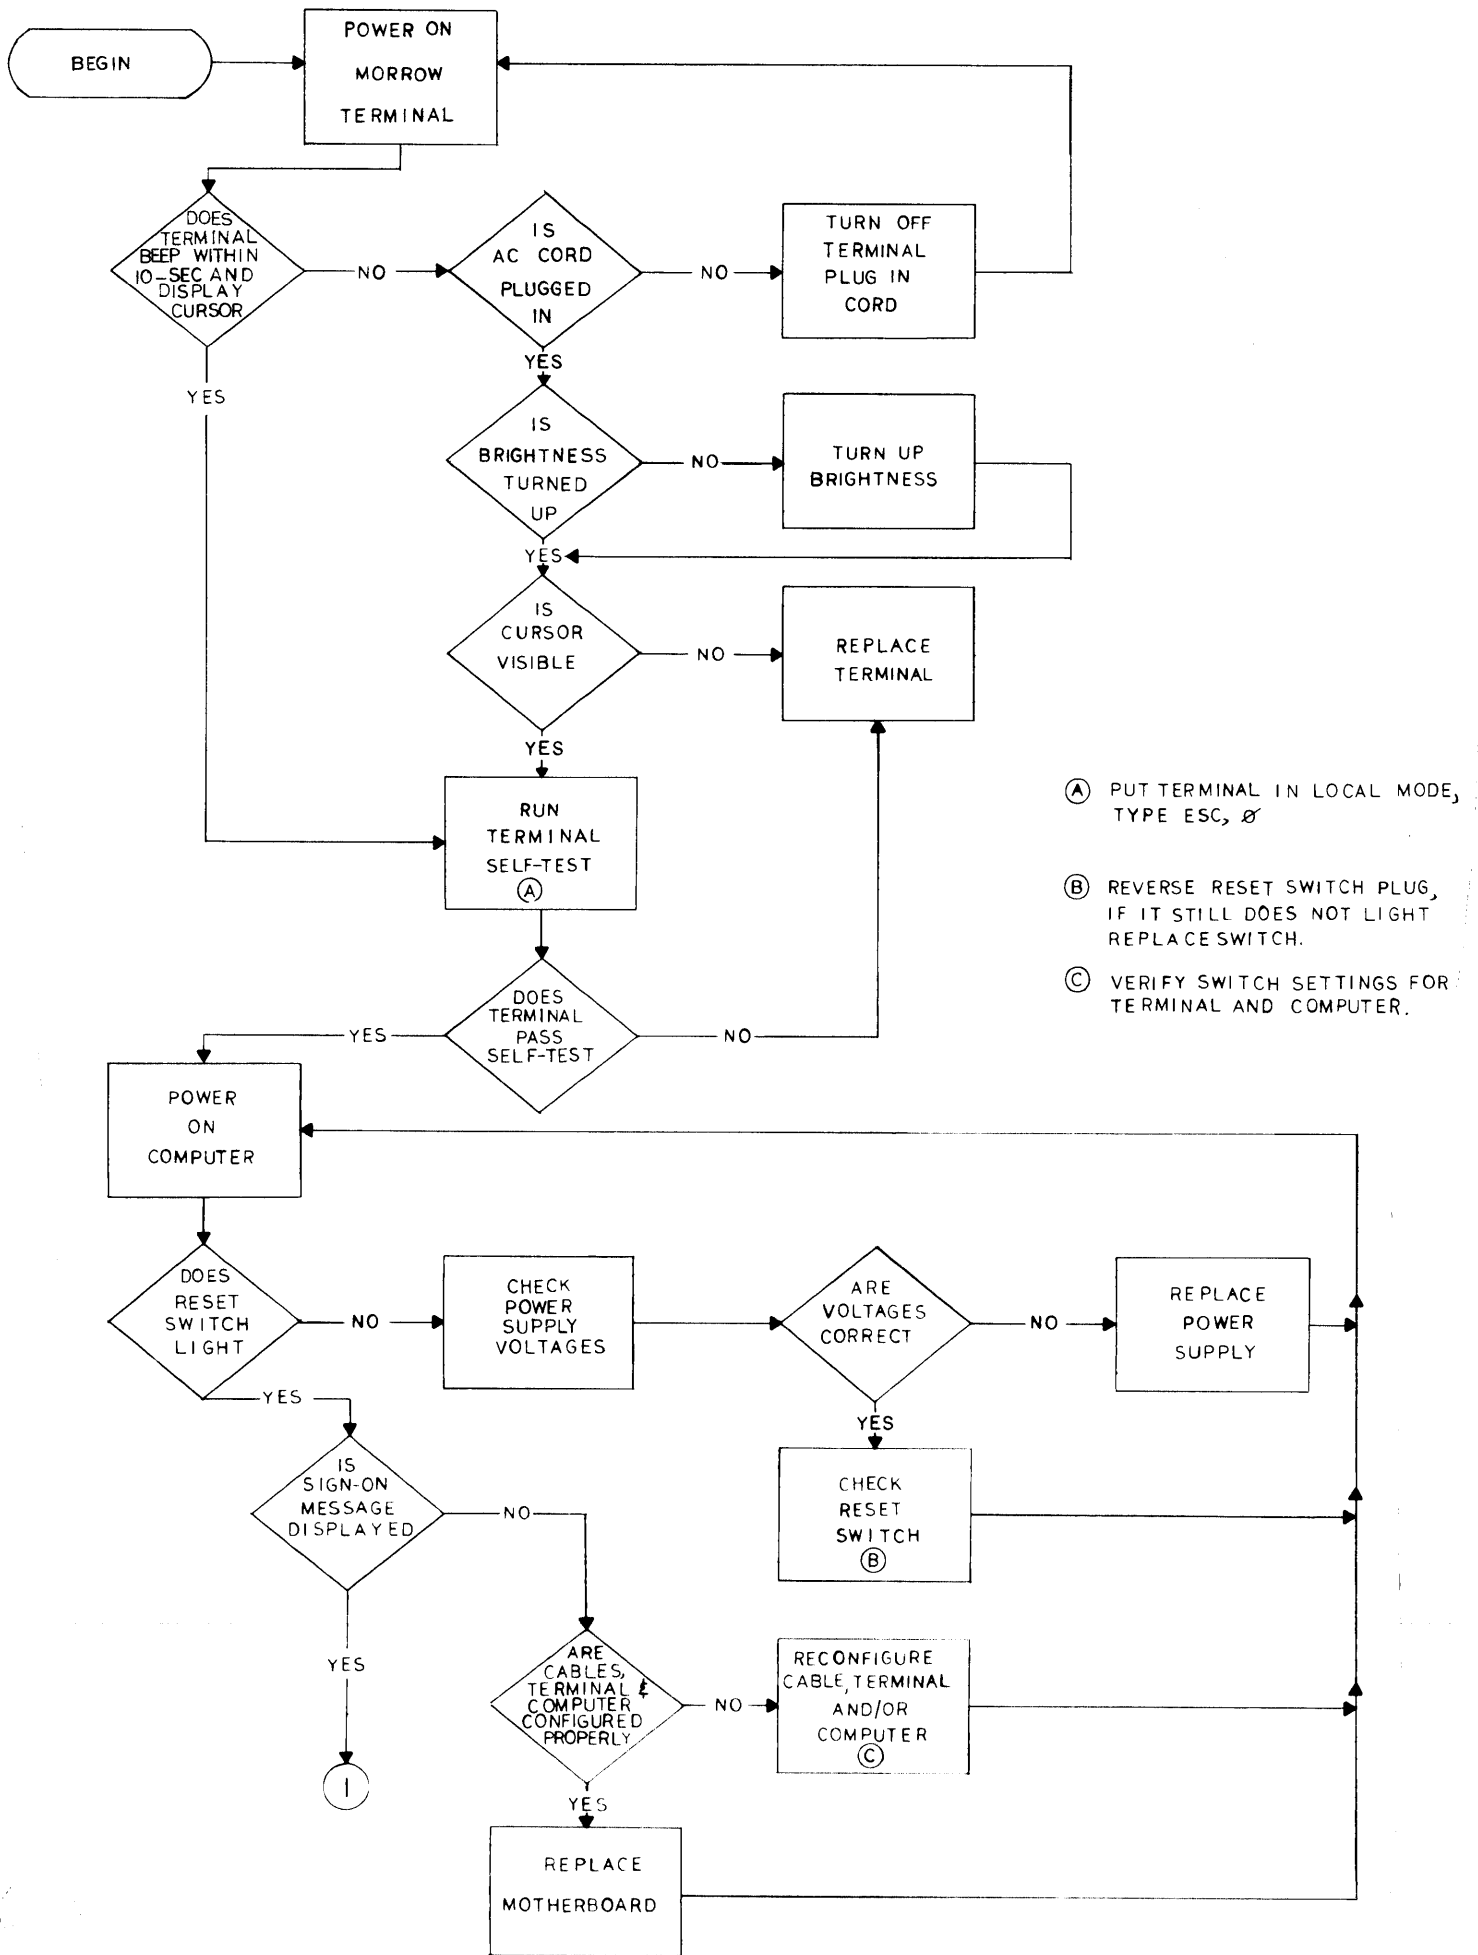 BEGIN
POWER ON
MORROW
TERMINAL
DOES
TERMINAL
BEEP WITHIN
10-SEC AND
DISPLAY
CURSOR
NO
IS
AC CORD
PLUGGED
IN
NO
TURN OFF
TERMINAL
PLUG IN
CORD
YES
YES
IS
BRIGHTNESS
TURNED
UP
NO
TURN UP
BRIGHTNESS
YES
IS
CURSOR
VISIBLE
NO
REPLACE
TERMINAL
YES
RUN
TERMINAL
SELF-TEST
A
A PUT TERMINAL IN LOCAL MODE,
TYPE ESC, Ø
B REVERSE RESET SWITCH PLUG,
IF IT STILL DOES NOT LIGHT
REPLACE SWITCH.
C VERIFY SWITCH SETTINGS FOR
TERMINAL AND COMPUTER.
DOES
TERMINAL
PASS
SELF-TEST
YES
NO
POWER
ON
COMPUTER
DOES
RESET
SWITCH
LIGHT
NO
CHECK
POWER
SUPPLY
VOLTAGES
ARE
VOLTAGES
CORRECT
NO
REPLACE
POWER
SUPPLY
YES
YES
CHECK
RESET
SWITCH
B
IS
SIGN-ON
MESSAGE
DISPLAYED
NO
YES
ARE
CABLES,
TERMINAL &
COMPUTER
CONFIGURED
PROPERLY
NO
RECONFIGURE
CABLE, TERMINAL
AND/OR
COMPUTER
C
1
YES
REPLACE
MOTHERBOARD